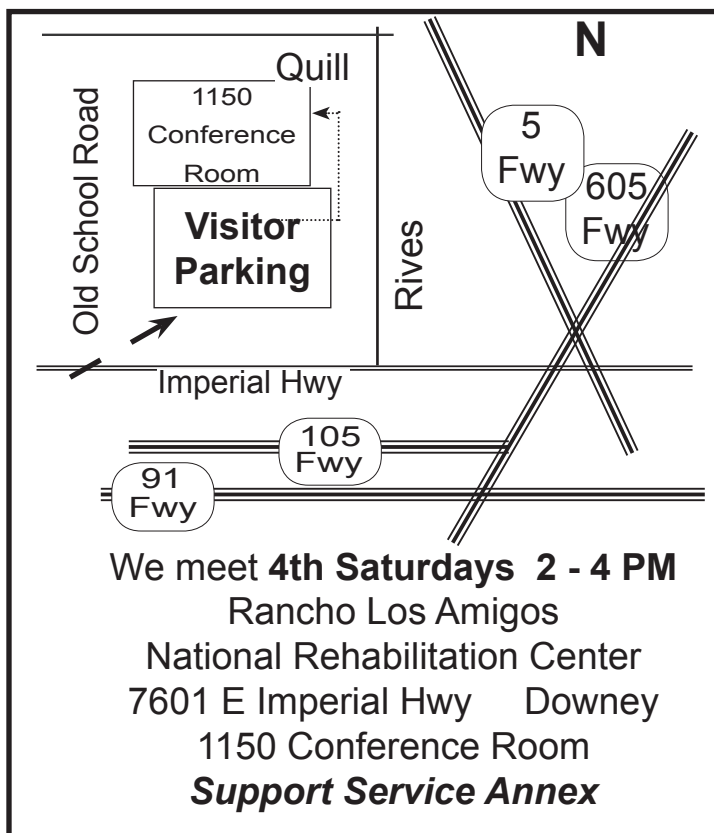 N
Quill
1150
Conference
Room
Old School Road
Visitor
Parking
Rives
5
Fwy
605
Fwy
Imperial Hwy
105
Fwy
91
Fwy
We meet 4th Saturdays 2 - 4 PM
Rancho Los Amigos
National Rehabilitation Center
7601 E Imperial Hwy Downey
1150 Conference Room
Support Service Annex